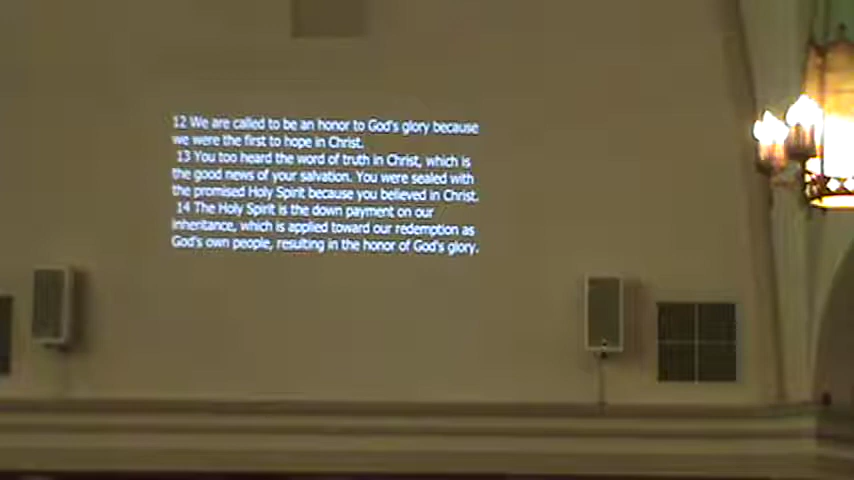 12 We are called to be an honor to God's glory because
we were the first to hope in Christ.
13 You too heard the word of truth in Christ, which is
the good news of your salvation. You were sealed with
the promised Holy Spirit because you believed in Christ.
14 The Holy Spirit is the down payment on our
inheritance, which is applied toward our redemption as
God's own people, resulting in the honor of God's glory.